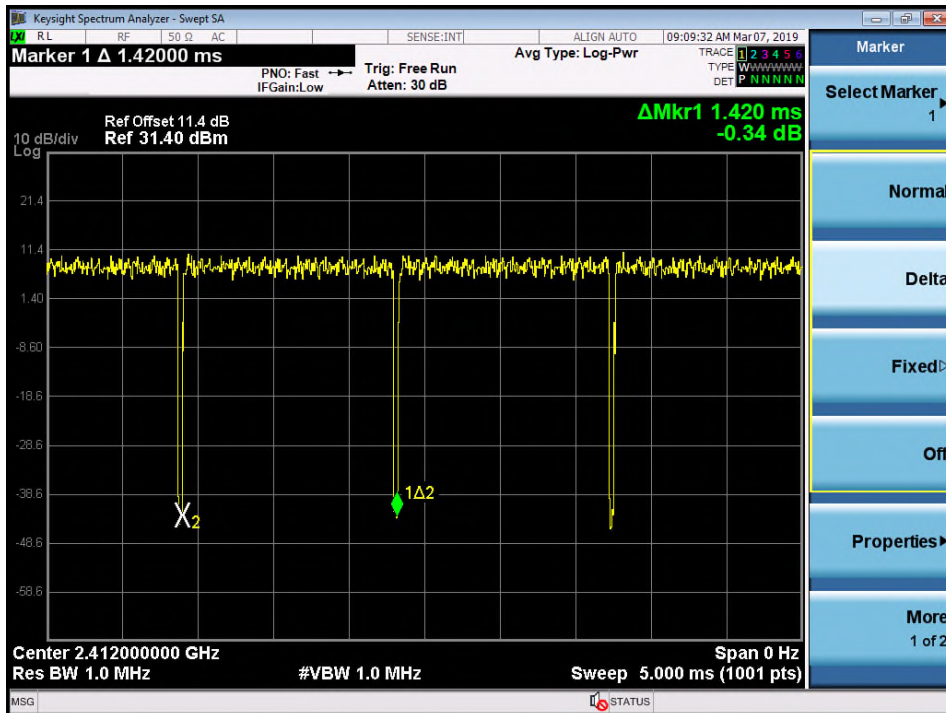 Keysight Spectrum Analyzer - Swept SA
LXI RL RF 50 Ω AC SENSE:INT ALIGN AUTO 09:09:32 AM Mar 07, 2019
Marker 1 Δ 1.42000 ms
PNO: Fast
IFGain:Low
Trig: Free Run
Atten: 30 dB
Avg Type: Log-Pwr
TRACE 1 2 3 4 5 6
TYPE W
DET P N N N N N
ΔMkr1 1.420 ms
-0.34 dB
10 dB/div
Log
Ref Offset 11.4 dB
Ref 31.40 dBm
21.4
11.4
1.40
-8.60
-18.6
-28.6
-38.6
-48.6
-58.6
X2
1Δ2
Center 2.412000000 GHz
Span 0 Hz
Res BW 1.0 MHz
#VBW 1.0 MHz
Sweep 5.000 ms (1001 pts)
MSG
STATUS
Marker
Select Marker
1
Normal
Delta
Fixed
Off
Properties
More
1 of 2